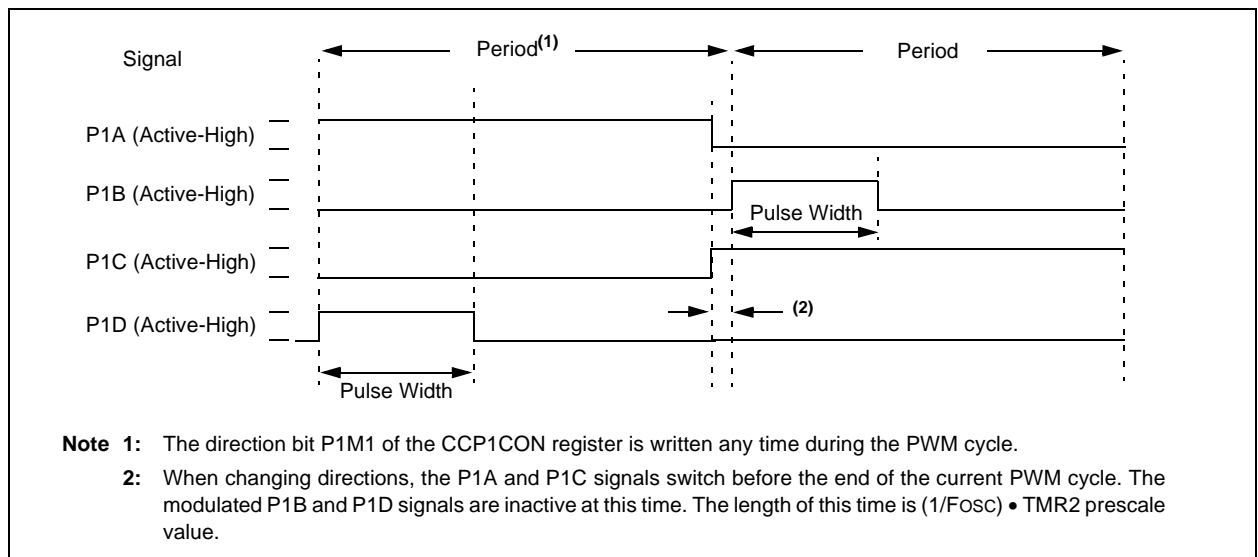 Signal
Period(1)
Period
P1A (Active-High)
P1B (Active-High)
Pulse Width
P1C (Active-High)
(2)
P1D (Active-High)
Pulse Width
Note 1: The direction bit P1M1 of the CCP1CON register is written any time during the PWM cycle.
2: When changing directions, the P1A and P1C signals switch before the end of the current PWM cycle. The
modulated P1B and P1D signals are inactive at this time. The length of this time is (1/FOSC) • TMR2 prescale
value.